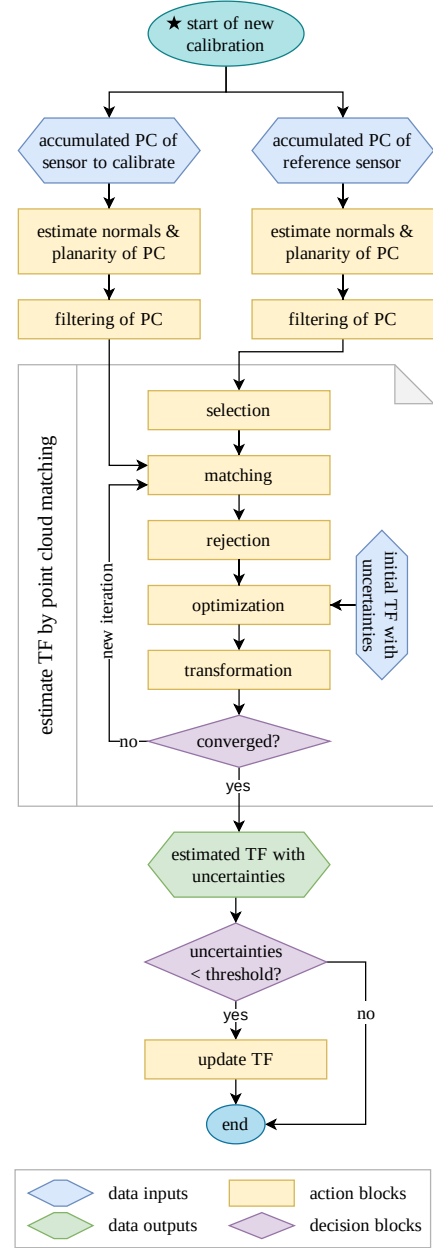 ★ start of new
calibration
accumulated PC of
sensor to calibrate
accumulated PC of
reference sensor
estimate normals &
planarity of PC
estimate normals &
planarity of PC
filtering of PC
filtering of PC
estimate TF by point cloud matching
selection
matching
rejection
new iteration
initial TF with
uncertainties
optimization
transformation
converged?
no
yes
estimated TF with
uncertainties
uncertainties
< threshold?
yes
no
update TF
end
data inputs
action blocks
data outputs
decision blocks